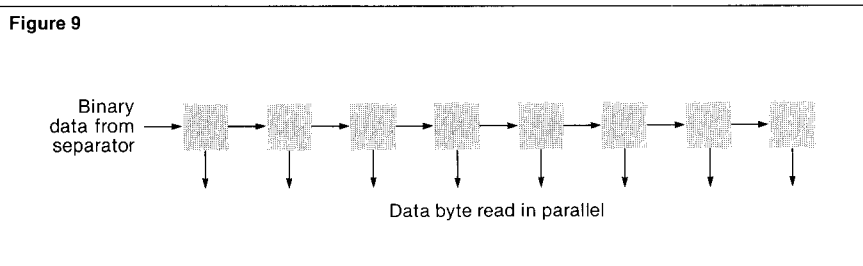 Figure 9
Binary
data from
separator
Data byte read in parallel